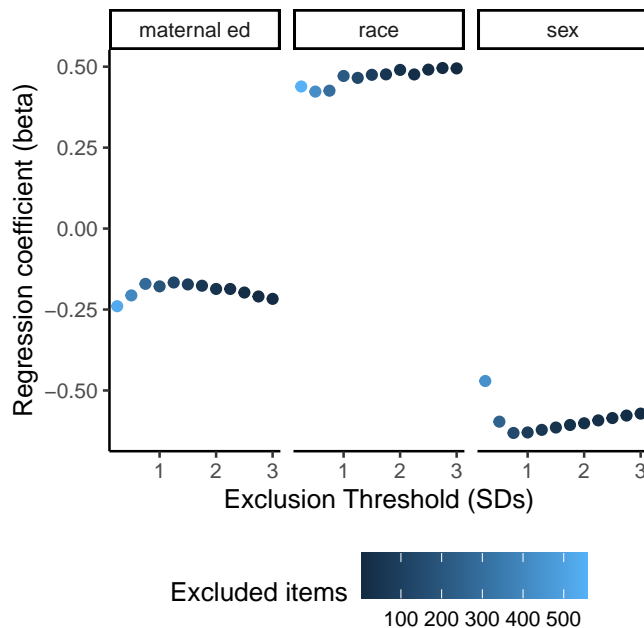 maternal ed race sex
0.50
0.25
0.00
−0.25
−0.50
Regression coefficient (beta)
1 2 3 1 2 3 1 2 3
Exclusion Threshold (SDs)
Excluded items
100 200 300 400 500